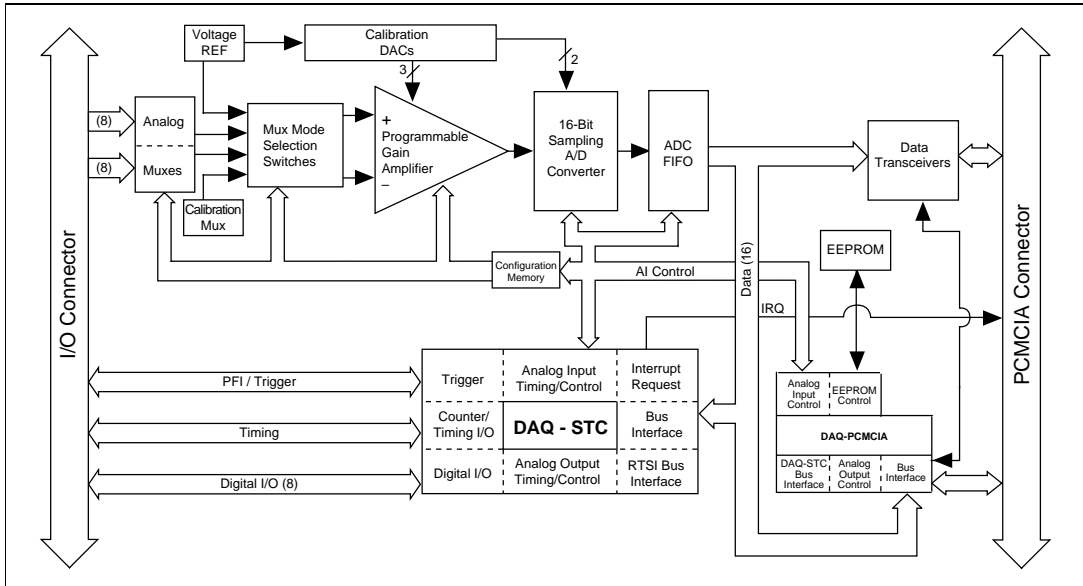 Voltage
REF
Calibration
DACs
3
2
(8)
(8)
Analog
Muxes
Mux Mode
Selection
Switches
+
Programmable
Gain
Amplifier
–
16-Bit
Sampling
A/D
Converter
ADC
FIFO
Data
Transceivers
Calibration
Mux
Configuration
Memory
AI Control
Data (16)
EEPROM
IRQ
I/O Connector
PCMCIA Connector
PFI / Trigger
Timing
Digital I/O (8)
Trigger
Analog Input
Timing/Control
Interrupt
Request
Counter/
Timing I/O
DAQ - STC
Bus
Interface
Digital I/O
Analog Output
Timing/Control
RTSI Bus
Interface
Analog
Input
Control
EEPROM
Control
DAQ-PCMCIA
DAQ-STC
Bus
Interface
Analog
Output
Control
Bus
Interface